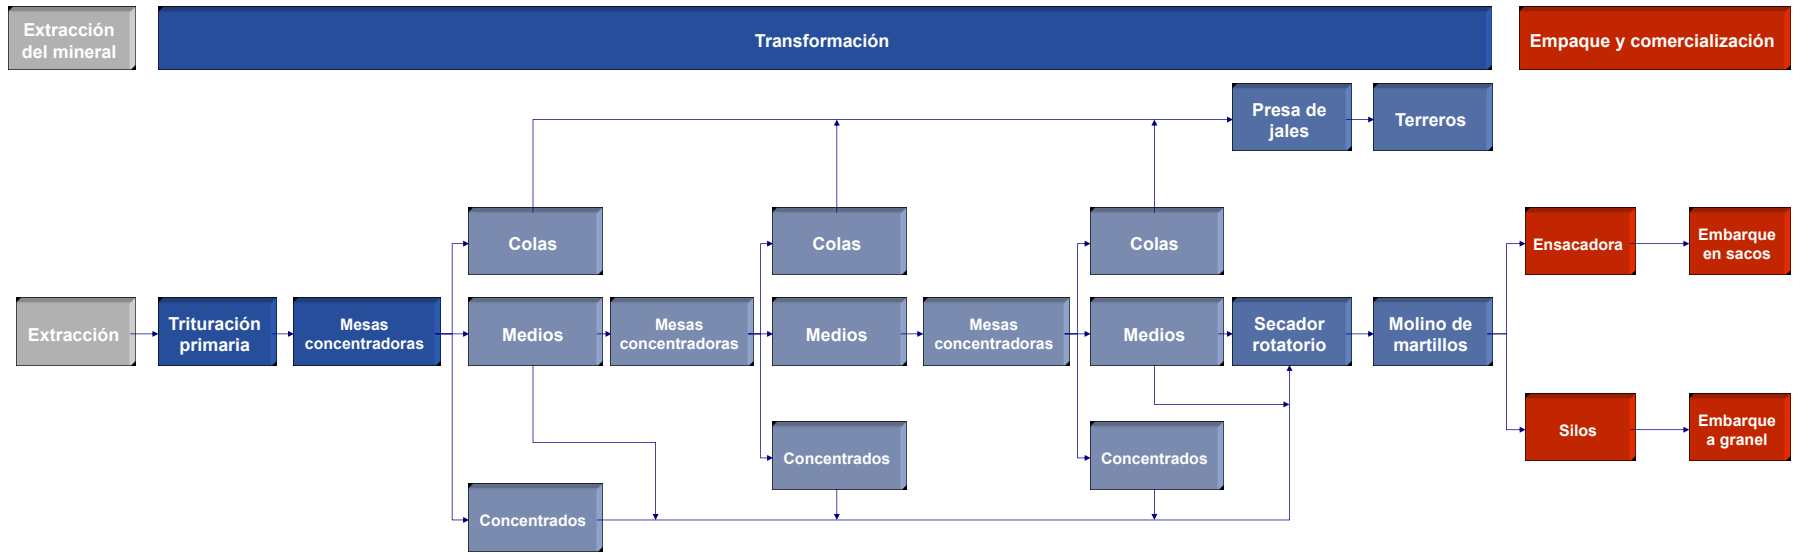 Extracción
del mineral
Transformación
Empaque y comercialización
Presa de
jales
Terreros
Colas
Colas
Colas
Ensacadora
Embarque
en sacos
Extracción
Trituración
primaria
Mesas
concentradoras
Medios
Mesas
concentradoras
Medios
Mesas
concentradoras
Medios
Secador
rotatorio
Molino de
martillos
Silos
Embarque
a granel
Concentrados
Concentrados
Concentrados